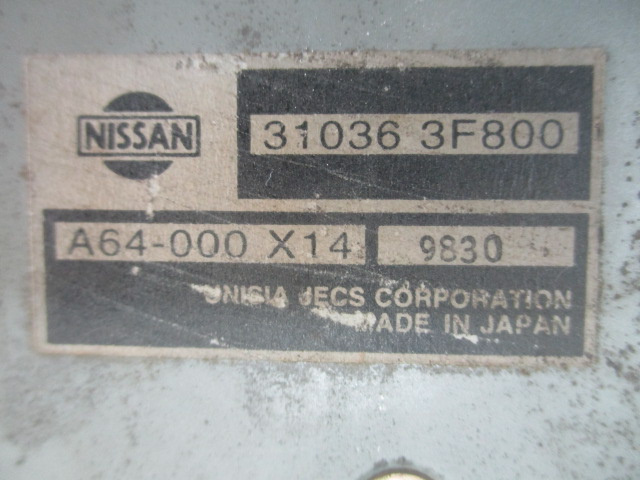 NISSAN
31036 3F800
A64-000 X14
9830
UNISIA JECS CORPORATION
MADE IN JAPAN